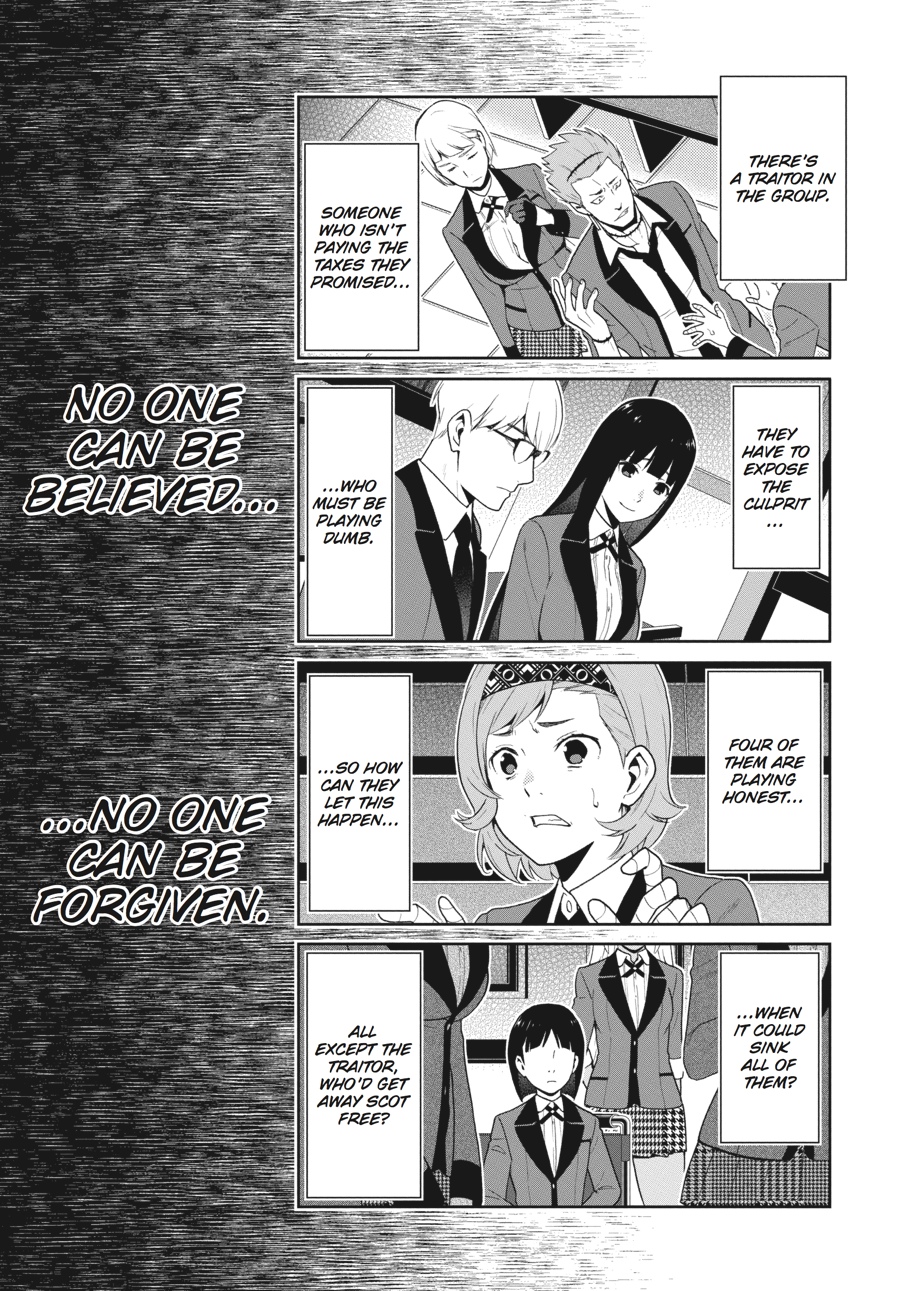 THERE'S
A TRAITOR IN
THE GROUP.
SOMEONE
WHO ISN'T
PAYING THE
TAXES THEY
PROMISED...
THEY
HAVE TO
EXPOSE
THE
CULPRIT
...
...WHO
MUST BE
PLAYING
DUMB.
FOUR OF
THEM ARE
PLAYING
HONEST...
...SO HOW
CAN THEY
LET THIS
HAPPEN...
...WHEN
IT COULD
SINK
ALL OF
THEM?
ALL
EXCEPT THE
TRAITOR,
WHO'D GET
AWAY SCOT
FREE?
NO ONE
CAN BE
BELIEVED...
...NO ONE
CAN BE
FORGIVEN.